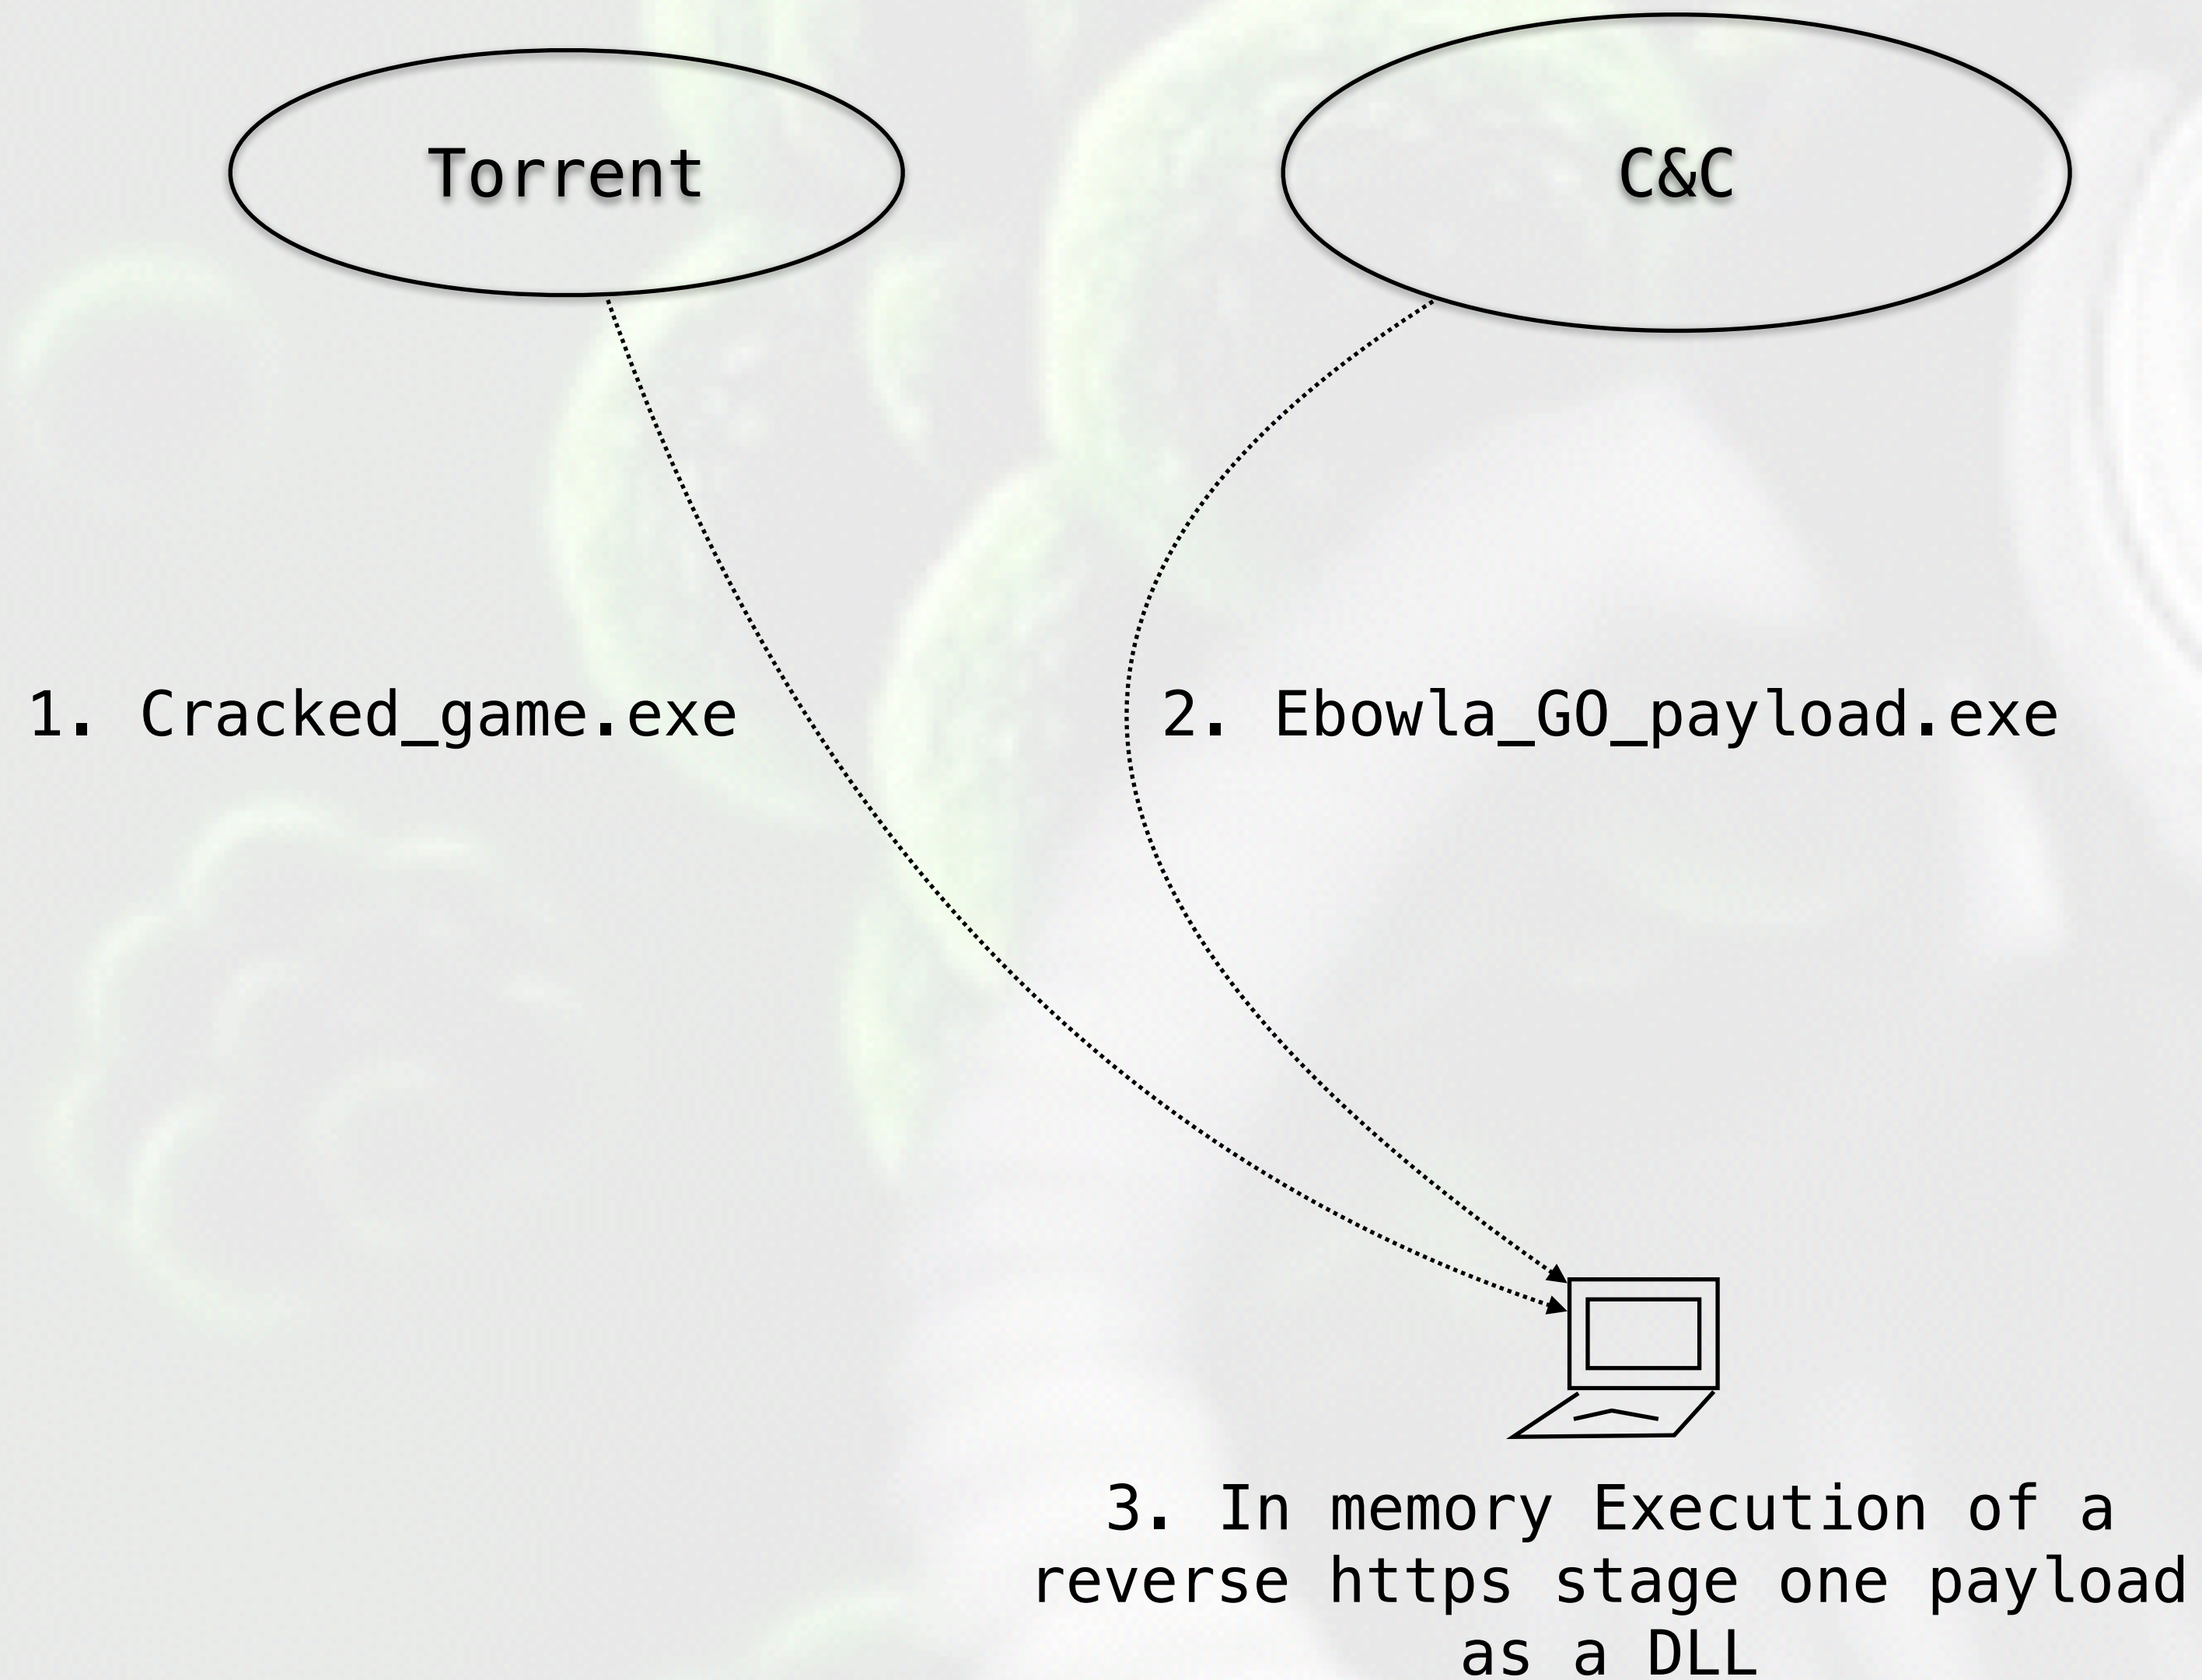 Torrent
C&C
1. Cracked_game.exe
2. Ebowla_GO_payload.exe
3. In memory Execution of a
reverse https stage one payload
as a DLL